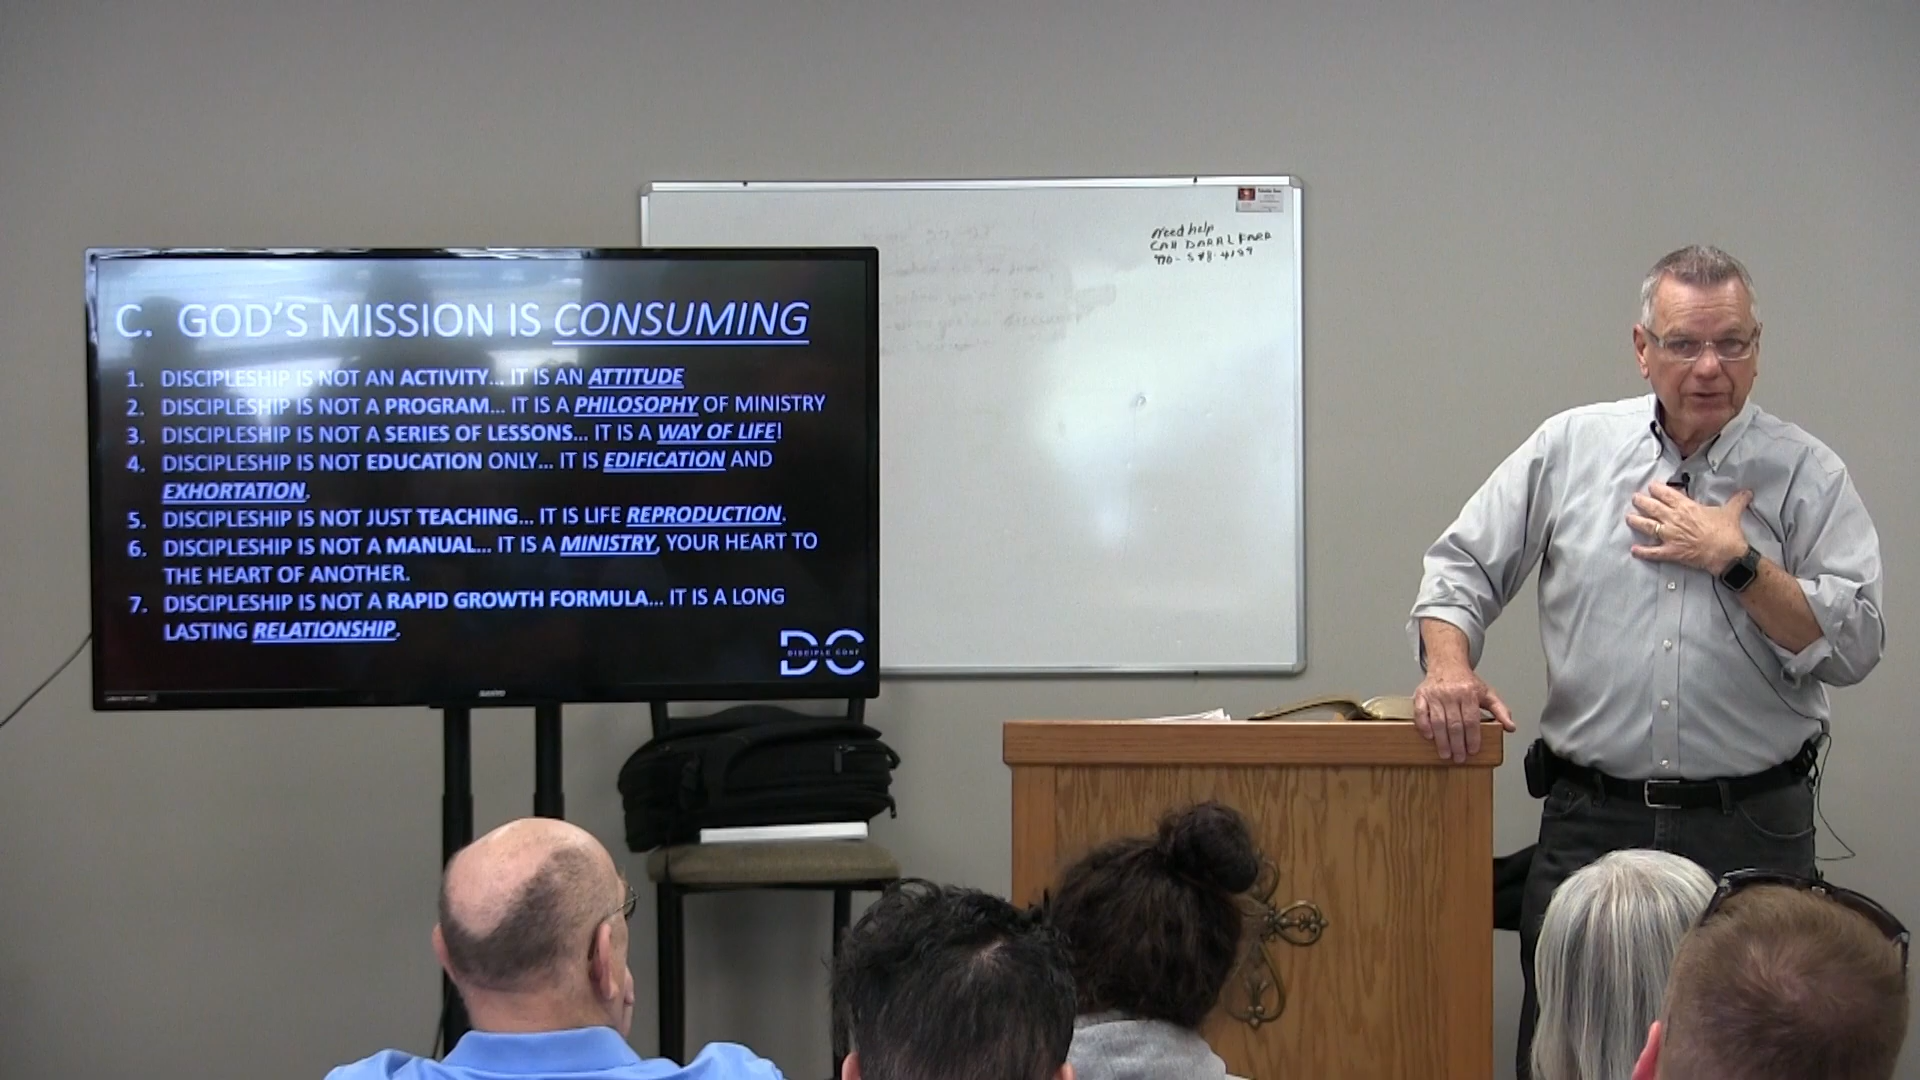 C. GOD'S MISSION IS CONSUMING
1. DISCIPLESHIP IS NOT AN ACTIVITY... IT IS AN ATTITUDE
2. DISCIPLESHIP IS NOT A PROGRAM... IT IS A PHILOSOPHY OF MINISTRY
3. DISCIPLESHIP IS NOT A SERIES OF LESSONS... IT IS A WAY OF LIFE!
4. DISCIPLESHIP IS NOT EDUCATION ONLY... IT IS EDIFICATION AND
EXHORTATION.
5. DISCIPLESHIP IS NOT JUST TEACHING... IT IS LIFE REPRODUCTION.
6. DISCIPLESHIP IS NOT A MANUAL... IT IS A MINISTRY, YOUR HEART TO
THE HEART OF ANOTHER.
7. DISCIPLESHIP IS NOT A RAPID GROWTH FORMULA... IT IS A LONG
LASTING RELATIONSHIP.
DC
DISCIPLE CONF
SANYO
Need help
CAll DARAL FARR